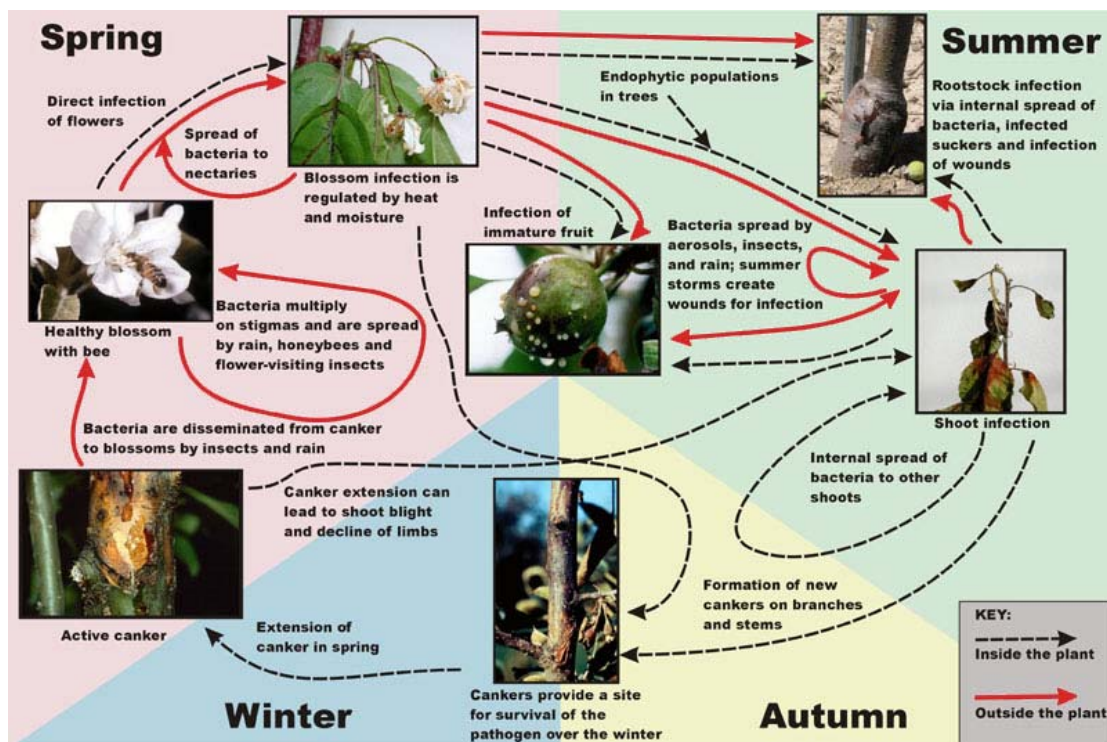 Spring
Summer
Direct infection
of flowers
Spread of
bacteria to
nectaries
Blossom infection is
regulated by heat
and moisture
Endophytic populations
in trees
Rootstock infection
via internal spread of
bacteria, infected
suckers and infection
of wounds
Infection of
immature fruit
Bacteria spread by
aerosols, insects,
and rain; summer
storms create
wounds for infection
Healthy blossom
with bee
Bacteria multiply
on stigmas and are spread
by rain, honeybees and
flower-visiting insects
Bacteria are disseminated from canker
to blossoms by insects and rain
Shoot infection
Internal spread of
bacteria to other
shoots
Canker extension can
lead to shoot blight
and decline of limbs
Active canker
Extension of
canker in spring
Formation of new
cankers on branches
and stems
Cankers provide a site
for survival of the
pathogen over the winter
Winter
Autumn
KEY:
Inside the plant
Outside the plant